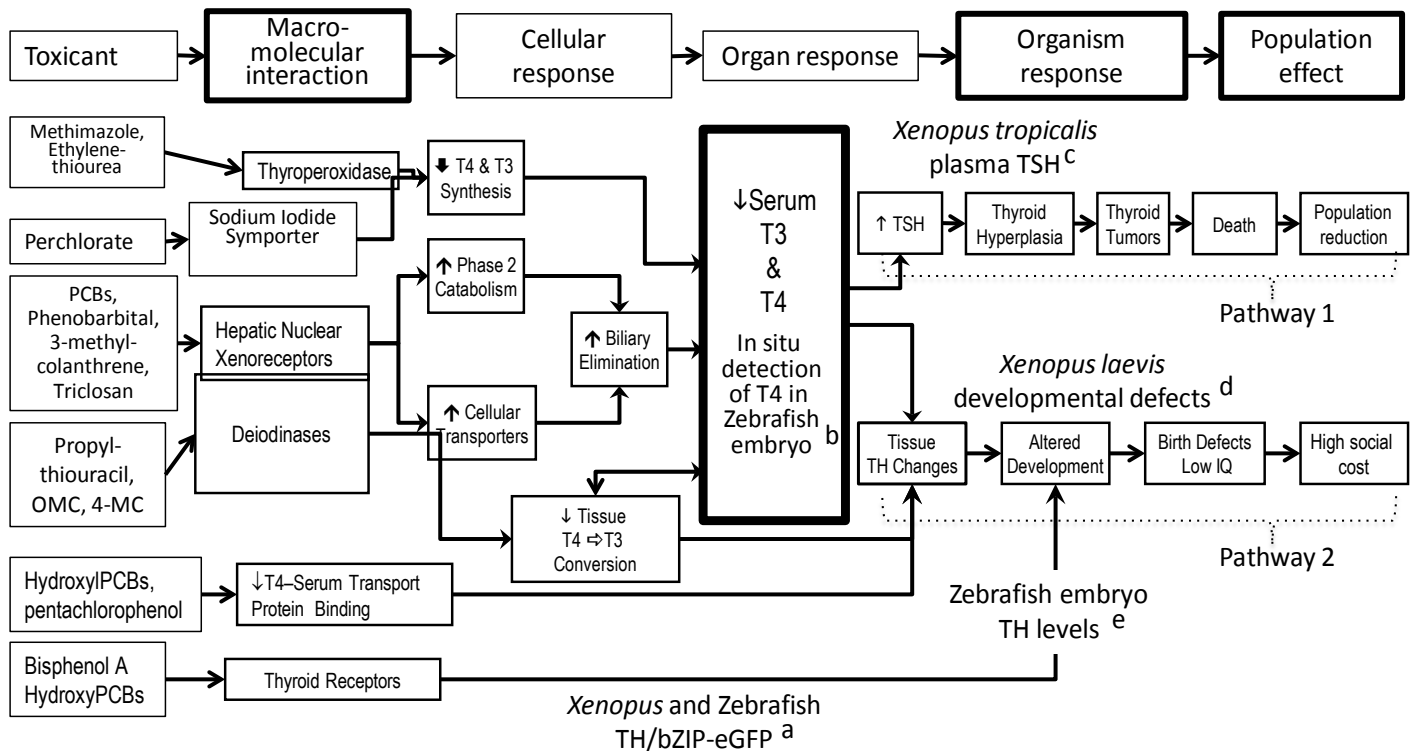 Toxicant
Macro-
molecular
interaction
Cellular
response
Organ response
Organism
response
Population
effect
Methimazole,
Ethylene-
thiourea
Thyroperoxidase
⬇ T4 & T3
Synthesis
Perchlorate
Sodium Iodide
Symporter
PCBs,
Phenobarbital,
3-methyl-
colanthrene,
Triclosan
Hepatic Nuclear
Xenoreceptors
↑ Phase 2
Catabolism
↑ Biliary
Elimination
↑ Cellular
Transporters
Propyl-
thiouracil,
OMC, 4-MC
Deiodinases
↓ Tissue
T4 ⇨T3
Conversion
HydroxylPCBs,
pentachlorophenol
↓T4–Serum Transport
Protein Binding
Bisphenol A
HydroxyPCBs
Thyroid Receptors
Xenopus and Zebrafish
TH/bZIP-eGFP a
↓Serum
T3
&
T4
In situ
detection
of T4 in
Zebrafish
embryo b
Xenopus tropicalis
plasma TSH c
↑ TSH
Thyroid
Hyperplasia
Thyroid
Tumors
Death
Population
reduction
Pathway 1
Xenopus laevis
developmental defects d
Tissue
TH Changes
Altered
Development
Birth Defects
Low IQ
High social
cost
Pathway 2
Zebrafish embryo
TH levels e